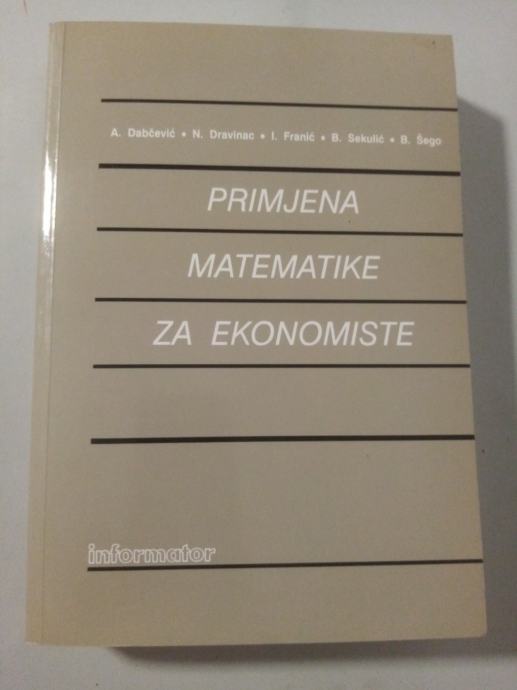 A. Dabčević • N. Dravinac • I. Franić • B. Sekulić • B. Šego
PRIMJENA
MATEMATIKE
ZA EKONOMISTE
informator